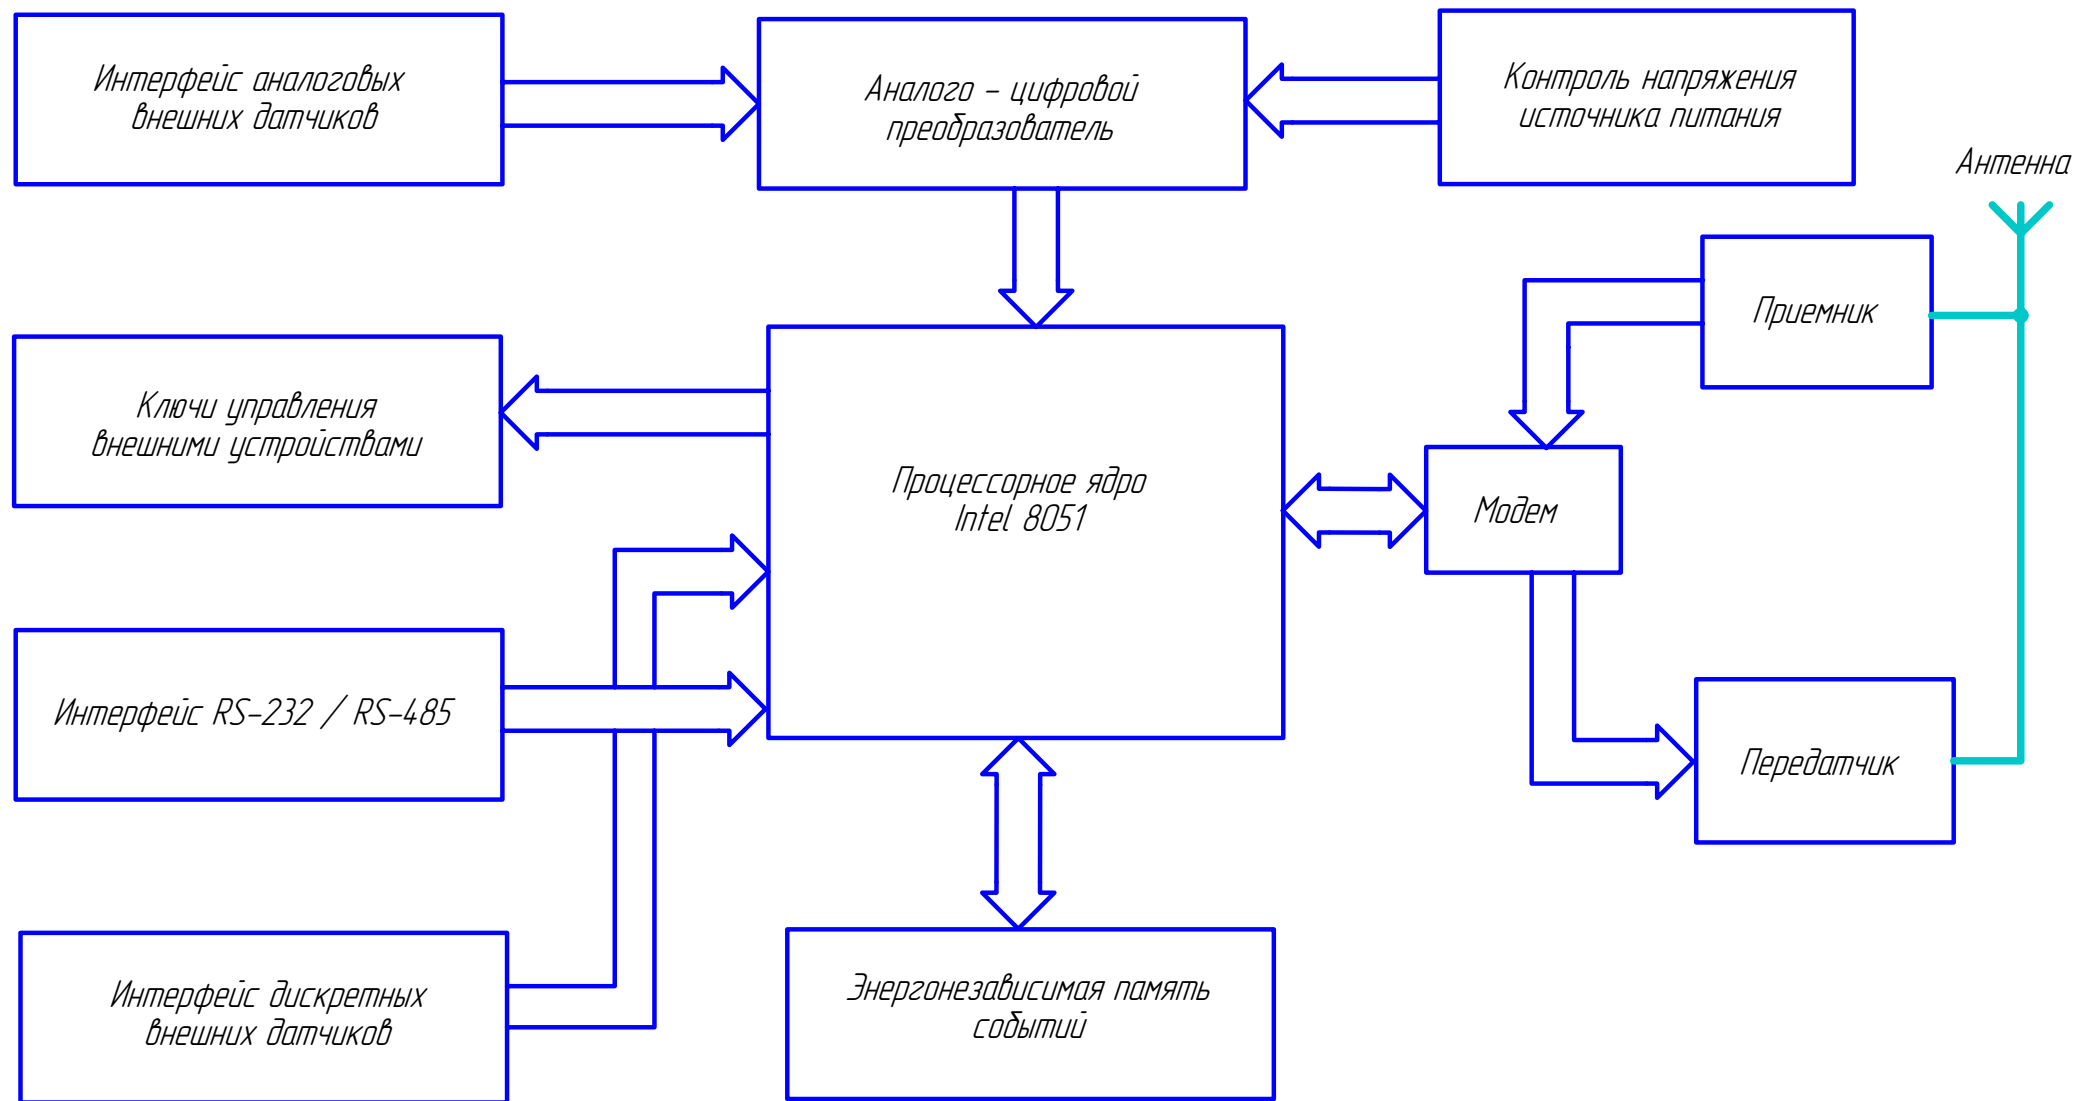 Интерфейс аналоговых
внешних датчиков
Аналого - цифровой
преобразователь
Контроль напряжения
источника питания
Антенна
Приемник
Ключи управления
внешними устройствами
Процессорное ядро
Intel 8051
Модем
Интерфейс RS-232 / RS-485
Передатчик
Интерфейс дискретных
внешних датчиков
Энергонезависимая память
событий